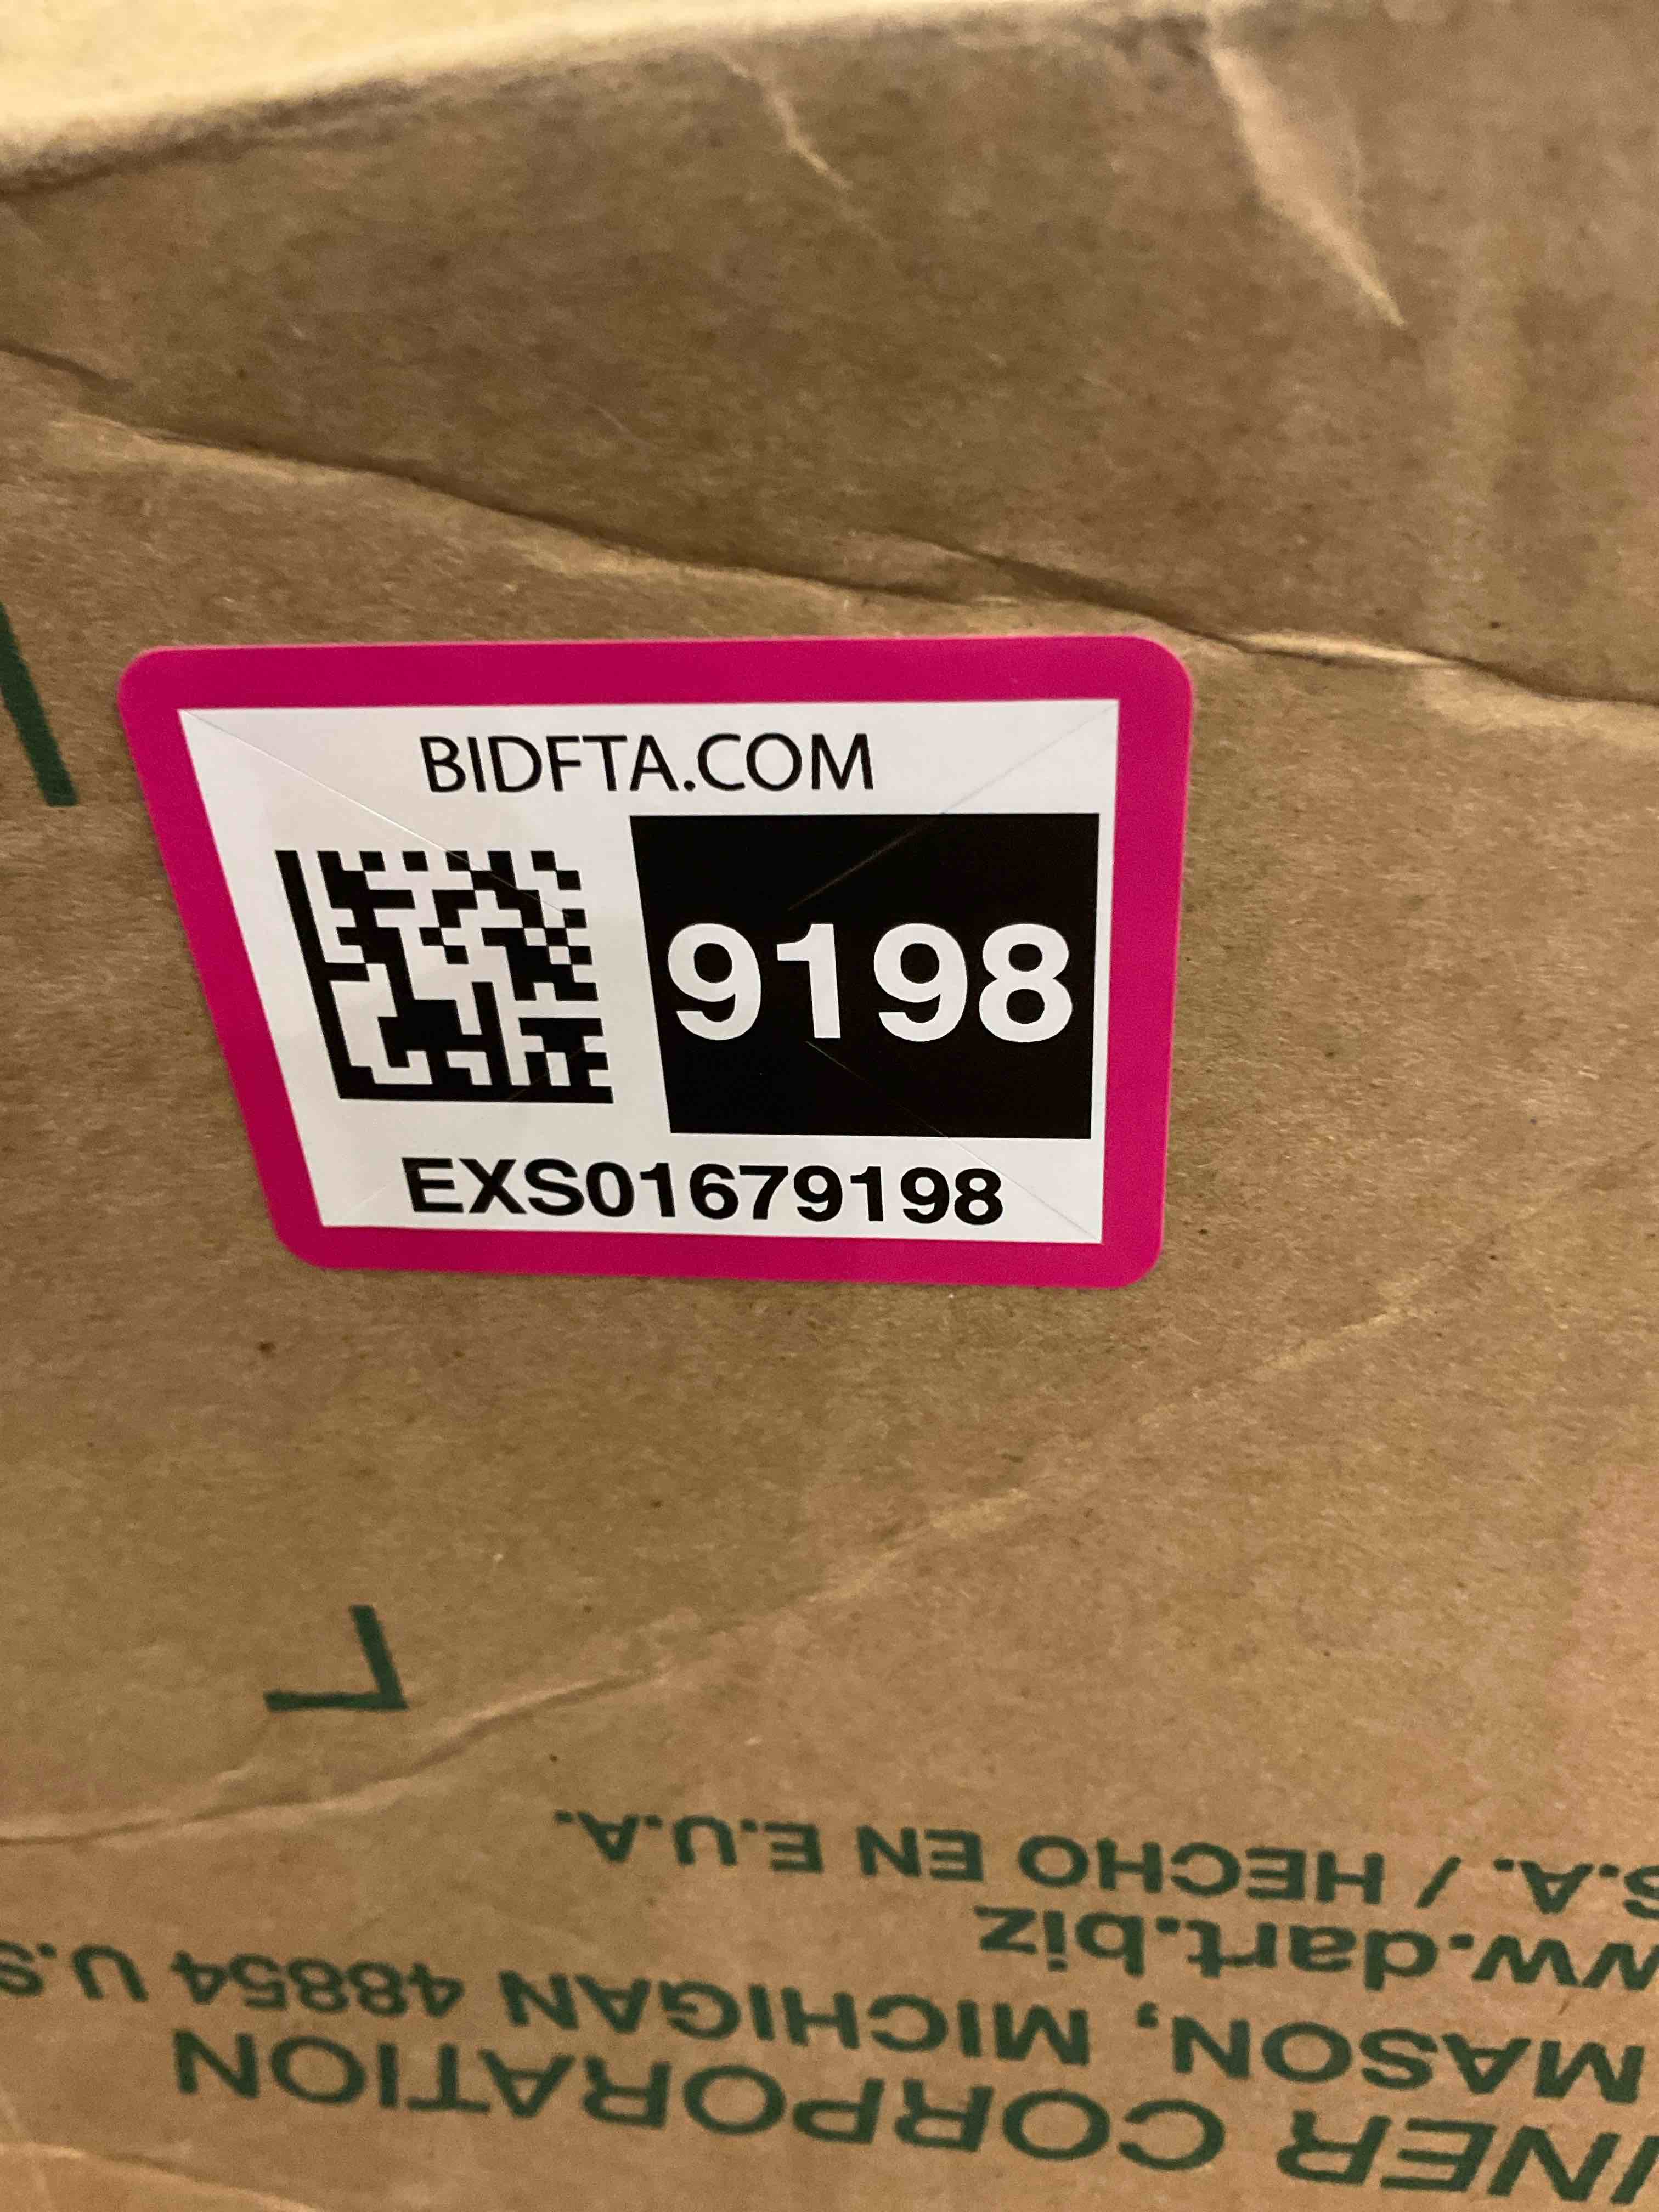 BIDFTA.COM
9198
EXS01679198
INER CORPORATION
MASON, MICHIGAN 48854 U.S
ww.dart.biz
S.A. / HECHO EN E.U.A.